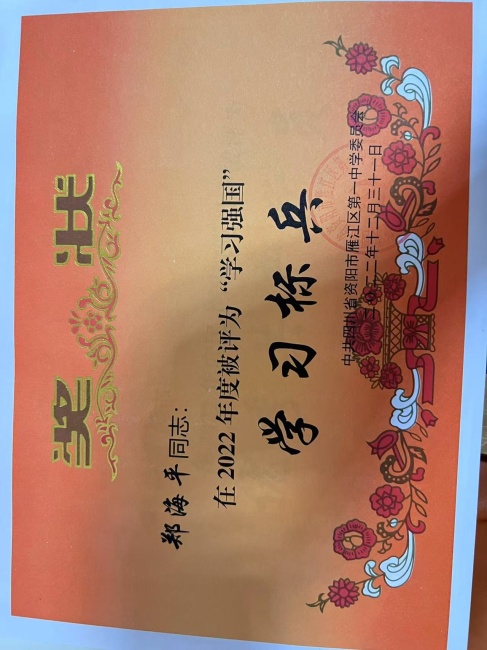 奖状
郑海平同志：
在2022年度被评为“学习强国”
学习标兵
中共四川省资阳市雁江区第一中学委员会
二〇二二年十二月三十一日